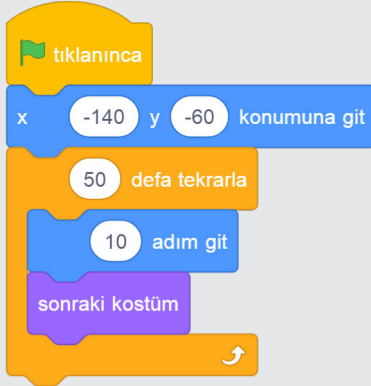 tıklanınca
x -140 y -60 konumuna git
50 defa tekrarla
10 adım git
sonraki kostüm